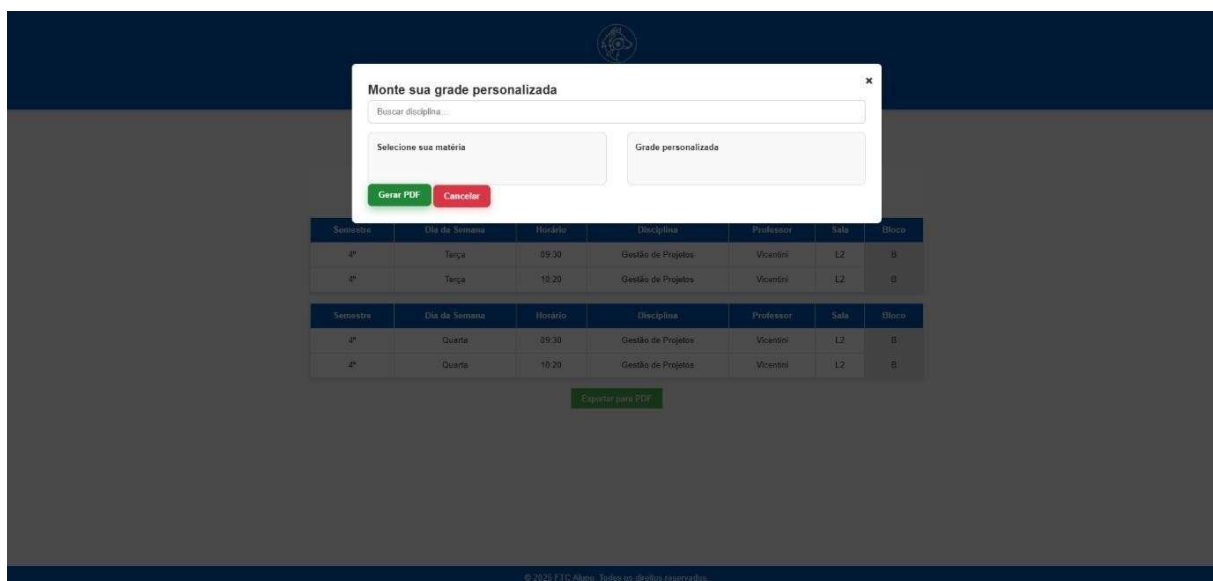 Monte sua grade personalizada ×
Buscar disciplina...
Selecione sua matéria Grade personalizada
Gerar PDF Cancelar
Semestre Dia da Semana Horário Disciplina Professor Sala Bloco
4º Terça 09:30 Gestão de Projetos Vicentini L2 B
4º Terça 10:20 Gestão de Projetos Vicentini L2 B
Semestre Dia da Semana Horário Disciplina Professor Sala Bloco
4º Quarta 09:30 Gestão de Projetos Vicentini L2 B
4º Quarta 10:20 Gestão de Projetos Vicentini L2 B
Exportar para PDF
Aluno. Todos os direitos reservados.